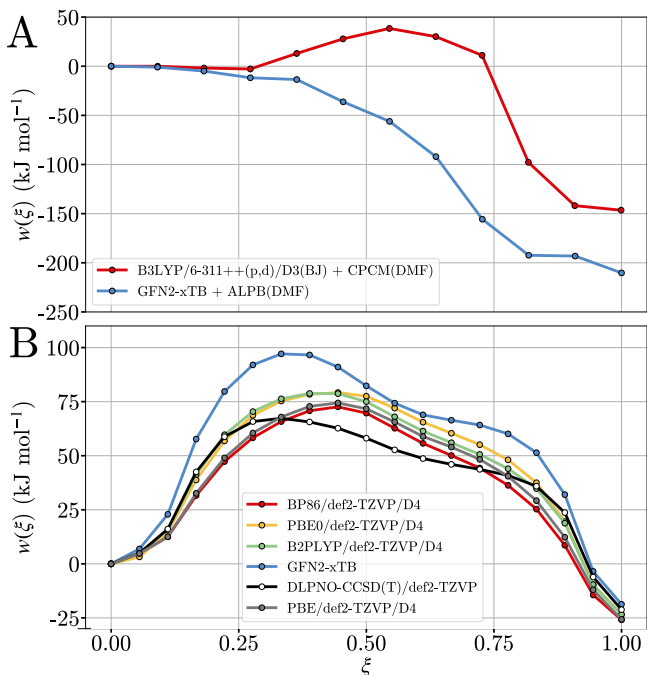 A
50
0
−50
−100
−150
−200
−250
w(ξ) (kJ mol⁻¹)
B3LYP/6-311++(p,d)/D3(BJ) + CPCM(DMF)
GFN2-xTB + ALPB(DMF)
B
100
75
50
25
0
−25
w(ξ) (kJ mol⁻¹)
BP86/def2-TZVP/D4
PBE0/def2-TZVP/D4
B2PLYP/def2-TZVP/D4
GFN2-xTB
DLPNO-CCSD(T)/def2-TZVP
PBE/def2-TZVP/D4
0.00 0.25 0.50 0.75 1.00
ξ